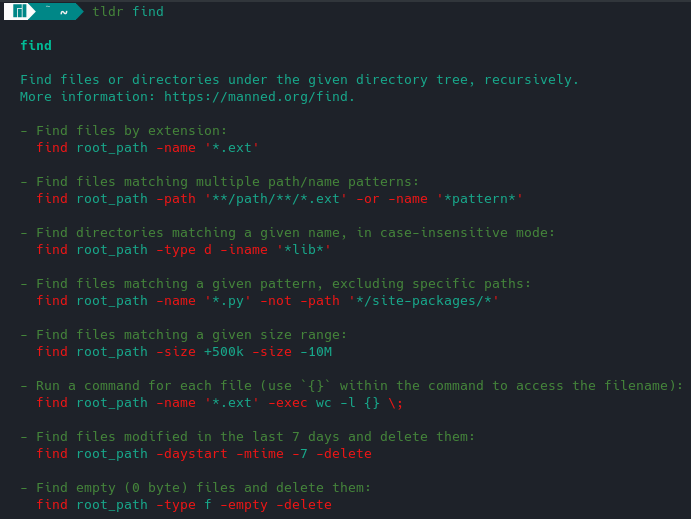 ~ tldr find
find
Find files or directories under the given directory tree, recursively.
More information: https://manned.org/find.
- Find files by extension:
find root_path -name '*.ext'
- Find files matching multiple path/name patterns:
find root_path -path '**/path/**/*.ext' -or -name '*pattern*'
- Find directories matching a given name, in case-insensitive mode:
find root_path -type d -iname '*lib*'
- Find files matching a given pattern, excluding specific paths:
find root_path -name '*.py' -not -path '*/site-packages/*'
- Find files matching a given size range:
find root_path -size +500k -size -10M
- Run a command for each file (use `{}` within the command to access the filename):
find root_path -name '*.ext' -exec wc -l {} \;
- Find files modified in the last 7 days and delete them:
find root_path -daystart -mtime -7 -delete
- Find empty (0 byte) files and delete them:
find root_path -type f -empty -delete